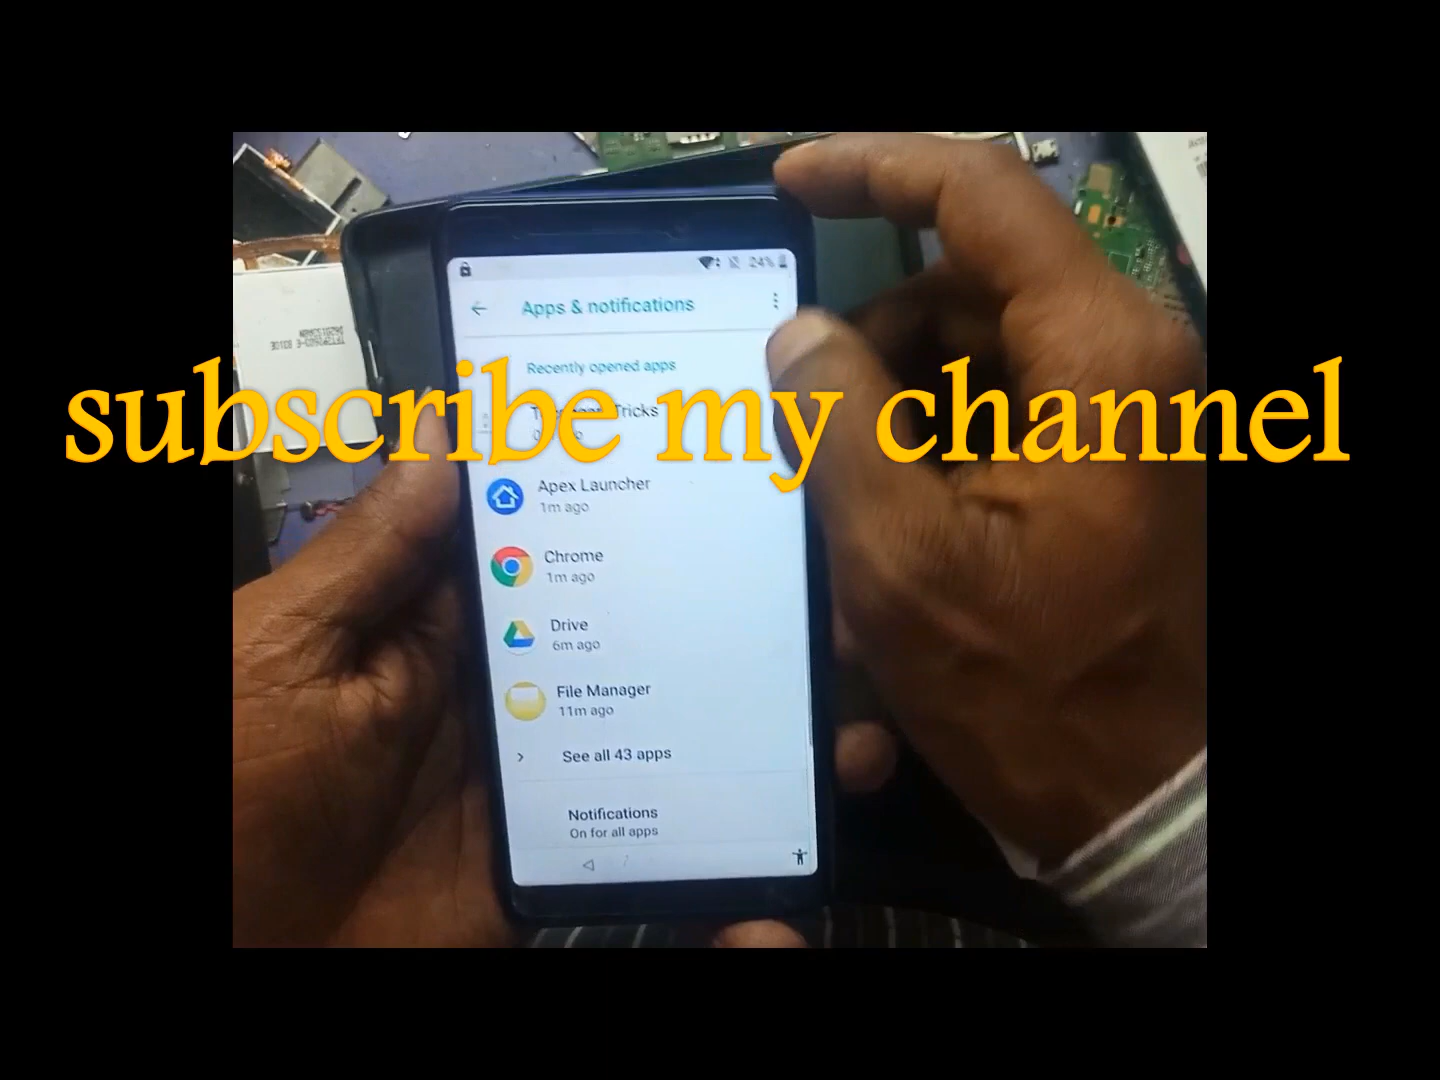 24%
Apps & notifications
Recently opened apps
Tricks
subscribe my channel
Apex Launcher
1m ago
Chrome
1m ago
Drive
6m ago
File Manager
11m ago
See all 43 apps
Notifications
On for all apps